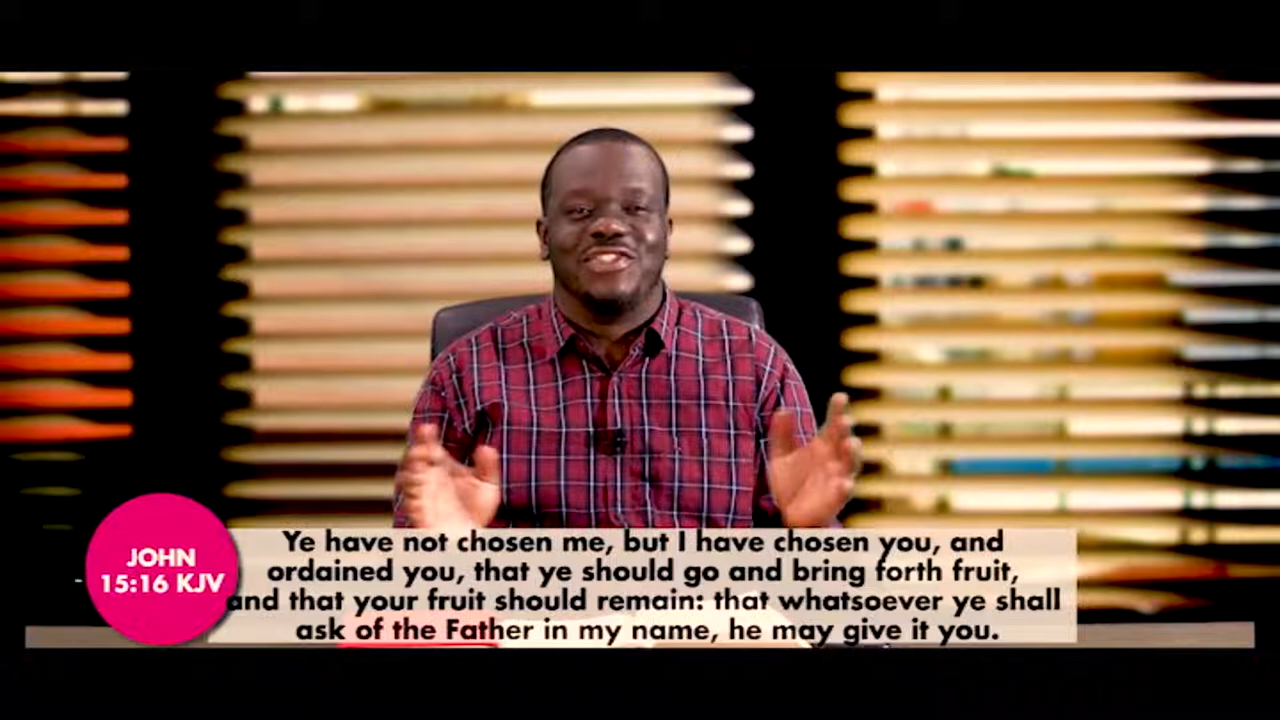 JOHN
15:16 KJV
Ye have not chosen me, but I have chosen you, and
ordained you, that ye should go and bring forth fruit,
and that your fruit should remain: that whatsoever ye shall
ask of the Father in my name, he may give it you.